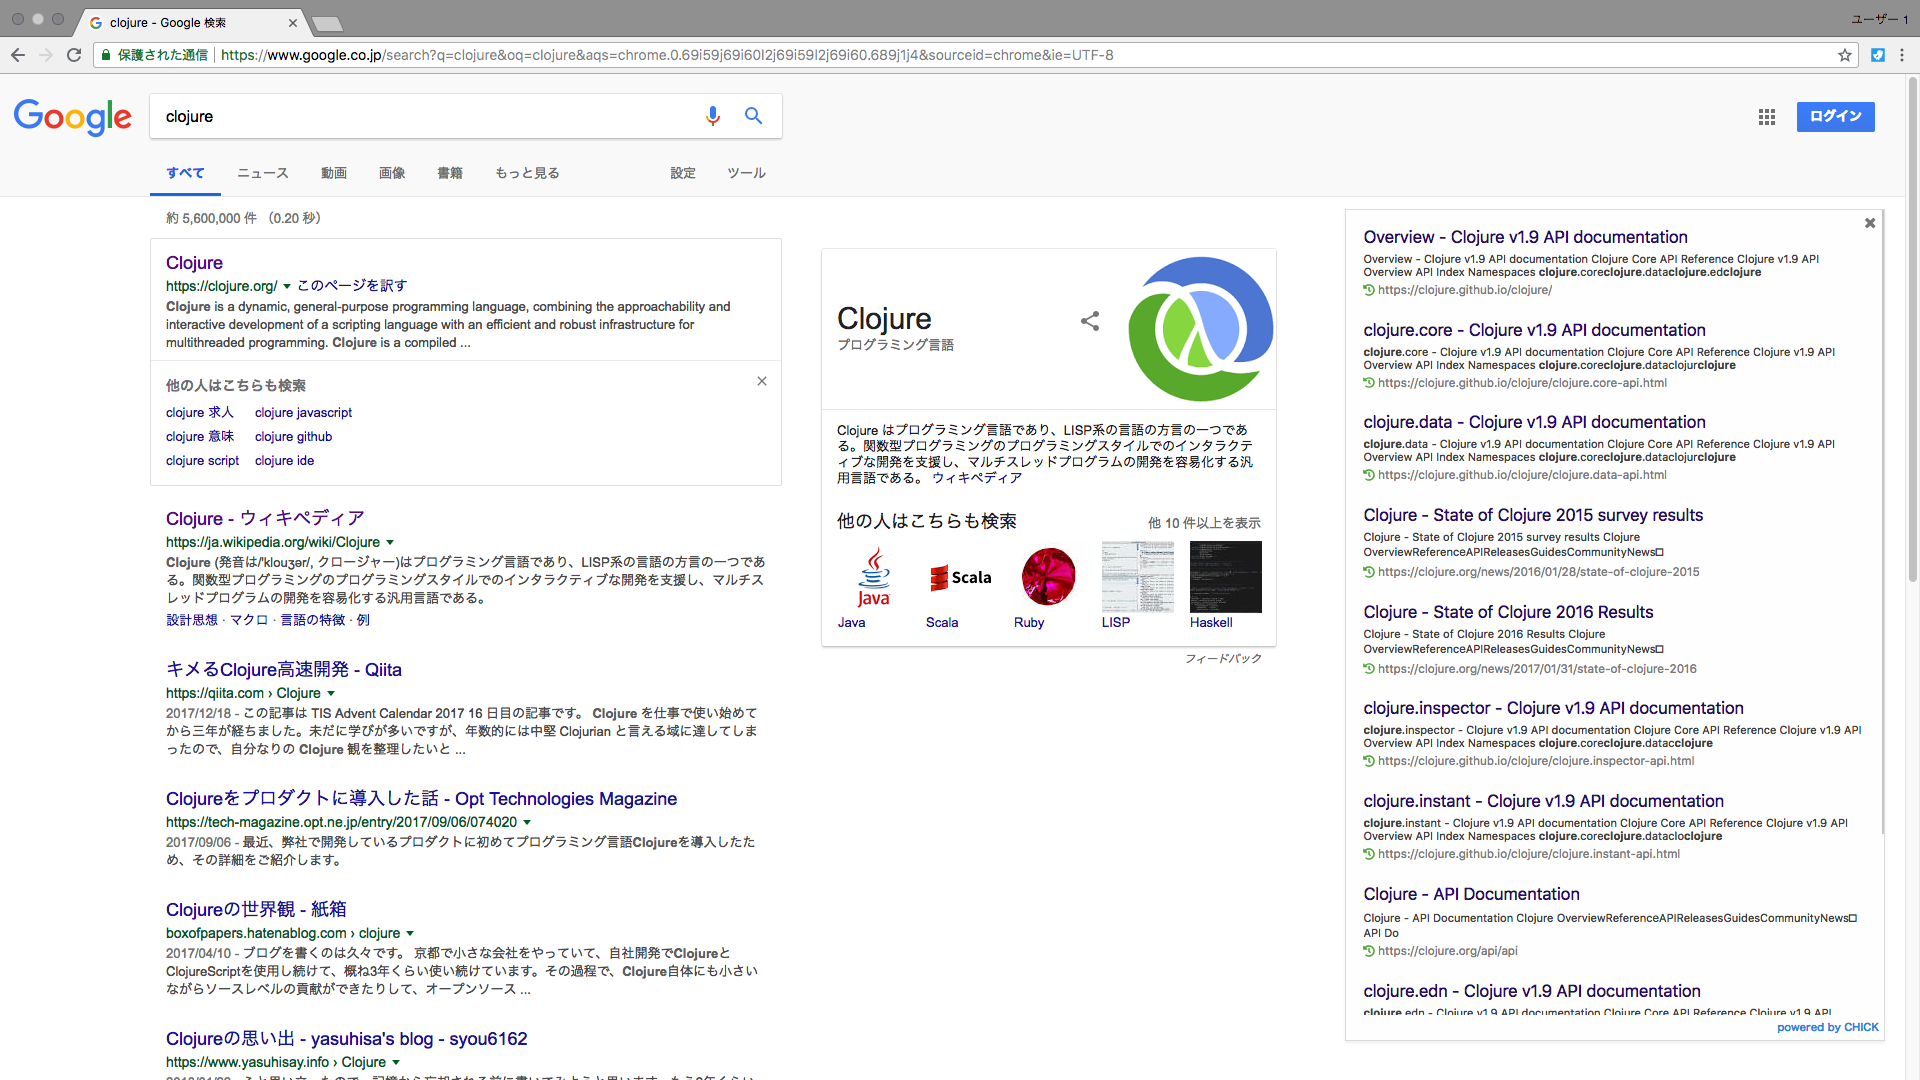 clojure - Google 検索
ユーザー 1
保護された通信
https://www.google.co.jp/search?q=clojure&oq=clojure&aqs=chrome.0.69i59j69i60l2j69i59l2j69i60.689j1j4&sourceid=chrome&ie=UTF-8
Google
clojure
ログイン
すべて ニュース 動画 画像 書籍 もっと見る 設定 ツール
約 5,600,000 件 （0.20 秒）
Clojure
https://clojure.org/ このページを訳す
Clojure is a dynamic, general-purpose programming language, combining the approachability and
interactive development of a scripting language with an efficient and robust infrastructure for
multithreaded programming. Clojure is a compiled ...
他の人はこちらも検索
clojure 求人 clojure javascript
clojure 意味 clojure github
clojure script clojure ide
Clojure - ウィキペディア
https://ja.wikipedia.org/wiki/Clojure
Clojure (発音は/'klouʒer/, クロージャー)はプログラミング言語であり、LISP系の言語の方言の一つであ
る。関数型プログラミングのプログラミングスタイルでのインタラクティブな開発を支援し、マルチス
レッドプログラムの開発を容易化する汎用言語である。
設計思想 · マクロ · 言語の特徴 · 例
キメるClojure高速開発 - Qiita
https://qiita.com › Clojure
2017/12/18 - この記事は TIS Advent Calendar 2017 16 日目の記事です。 Clojure を仕事で使い始めて
から三年が経ちました。未だに学びが多いですが、年数的には中堅 Clojurian と言える域に達してしま
ったので、自分なりの Clojure 観を整理したいと ...
Clojureをプロダクトに導入した話 - Opt Technologies Magazine
https://tech-magazine.opt.ne.jp/entry/2017/09/06/074020
2017/09/06 - 最近、弊社で開発しているプロダクトに初めてプログラミング言語Clojureを導入したた
め、その詳細をご紹介します。
Clojureの世界観 - 紙箱
boxofpapers.hatenablog.com › clojure
2017/04/10 - ブログを書くのは久々です。 京都で小さな会社をやっていて、自社開発でClojureと
ClojureScriptを使用し続けて、概ね3年くらい使い続けています。その過程で、Clojure自体にも小さい
ながらソースレベルの貢献ができたりして、オープンソース ...
Clojureの思い出 - yasuhisa's blog - syou6162
https://www.yasuhisay.info › Clojure
Clojure
プログラミング言語
Clojure はプログラミング言語であり、LISP系の言語の方言の一つであ
る。関数型プログラミングのプログラミングスタイルでのインタラクテ
ィブな開発を支援し、マルチスレッドプログラムの開発を容易化する汎
用言語である。 ウィキペディア
他の人はこちらも検索 他 10 件以上を表示
Java
Scala
Java Scala Ruby LISP Haskell
フィードバック
Overview - Clojure v1.9 API documentation
Overview - Clojure v1.9 API documentation Clojure Core API Reference Clojure v1.9 API
Overview API Index Namespaces clojure.coreclojure.dataclojure.edclojure
https://clojure.github.io/clojure/
clojure.core - Clojure v1.9 API documentation
clojure.core - Clojure v1.9 API documentation Clojure Core API Reference Clojure v1.9 API
Overview API Index Namespaces clojure.coreclojure.dataclojurclojure
https://clojure.github.io/clojure/clojure.core-api.html
clojure.data - Clojure v1.9 API documentation
clojure.data - Clojure v1.9 API documentation Clojure Core API Reference Clojure v1.9 API
Overview API Index Namespaces clojure.coreclojure.dataclojurclojure
https://clojure.github.io/clojure/clojure.data-api.html
Clojure - State of Clojure 2015 survey results
Clojure - State of Clojure 2015 survey results Clojure
OverviewReferenceAPIReleasesGuidesCommunityNews
https://clojure.org/news/2016/01/28/state-of-clojure-2015
Clojure - State of Clojure 2016 Results
Clojure - State of Clojure 2016 Results Clojure
OverviewReferenceAPIReleasesGuidesCommunityNews
https://clojure.org/news/2017/01/31/state-of-clojure-2016
clojure.inspector - Clojure v1.9 API documentation
clojure.inspector - Clojure v1.9 API documentation Clojure Core API Reference Clojure v1.9 API
Overview API Index Namespaces clojure.coreclojure.datacclojure
https://clojure.github.io/clojure/clojure.inspector-api.html
clojure.instant - Clojure v1.9 API documentation
clojure.instant - Clojure v1.9 API documentation Clojure Core API Reference Clojure v1.9 API
Overview API Index Namespaces clojure.coreclojure.datacloclojure
https://clojure.github.io/clojure/clojure.instant-api.html
Clojure - API Documentation
Clojure - API Documentation Clojure OverviewReferenceAPIReleasesGuidesCommunityNews
API Do
https://clojure.org/api/api
clojure.edn - Clojure v1.9 API documentation
clojure.edn - Clojure v1.9 API documentation Clojure Core API Reference Clojure v1.9 API
powered by CHICK